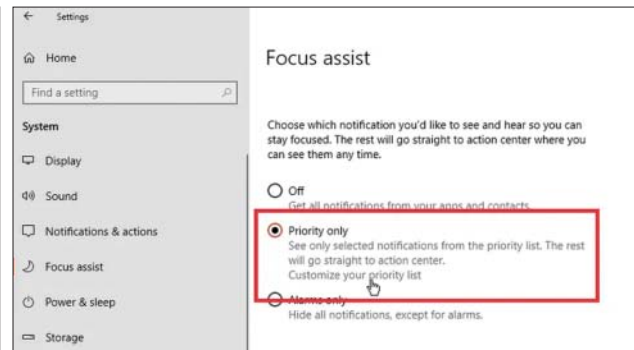 Settings
Home
Find a setting
System
Display
Sound
Notifications & actions
Focus assist
Power & sleep
Storage
Focus assist
Choose which notification you'd like to see and hear so you can
stay focused. The rest will go straight to action center where you
can see them any time.
Off
Get all notifications from your apps and contacts.
Priority only
See only selected notifications from the priority list. The rest
will go straight to action center.
Customize your priority list
Alarms only
Hide all notifications, except for alarms.